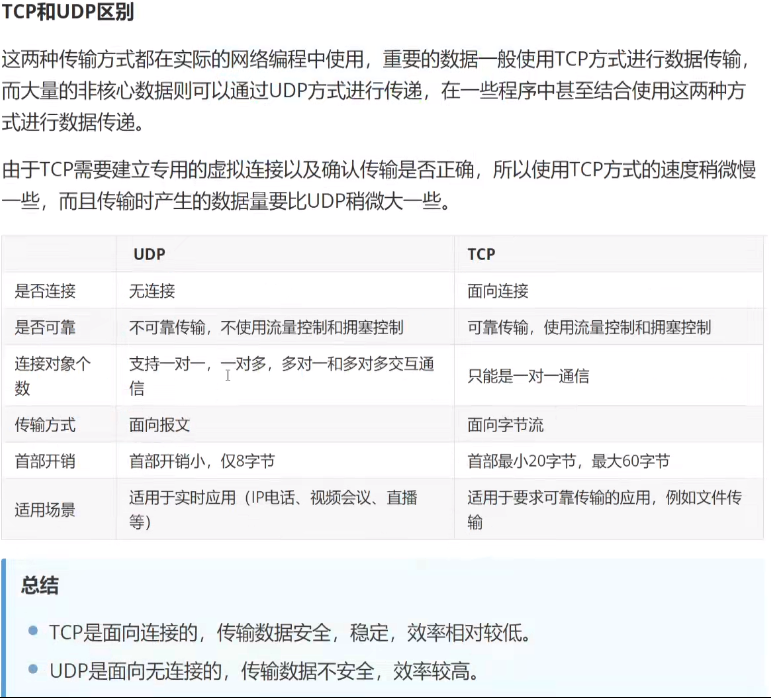 TCP和UDP区别
这两种传输方式都在实际的网络编程中使用，重要的数据一般使用TCP方式进行数据传输，
而大量的非核心数据则可以通过UDP方式进行传递，在一些程序中甚至结合使用这两种方
式进行数据传递。
由于TCP需要建立专用的虚拟连接以及确认传输是否正确，所以使用TCP方式的速度稍微慢
一些，而且传输时产生的数据量要比UDP稍微大一些。
UDP TCP
是否连接 无连接 面向连接
是否可靠 不可靠传输，不使用流量控制和拥塞控制 可靠传输，使用流量控制和拥塞控制
连接对象个
数
支持一对一，一对多，多对一和多对多交互通
信
只能是一对一通信
传输方式 面向报文 面向字节流
首部开销 首部开销小，仅8字节 首部最小20字节，最大60字节
适用场景
适用于实时应用（IP电话、视频会议、直播
等）
适用于要求可靠传输的应用，例如文件传
输
总结
TCP是面向连接的，传输数据安全，稳定，效率相对较低。
UDP是面向无连接的，传输数据不安全，效率较高。